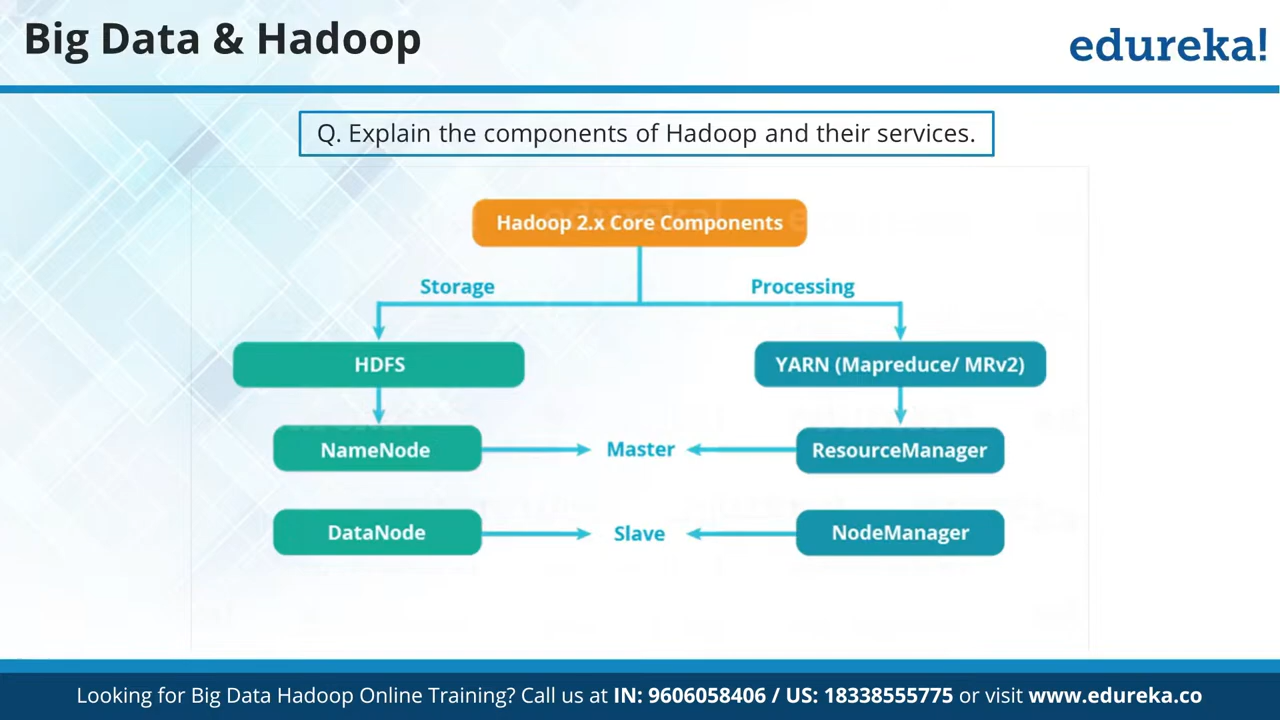 Big Data & Hadoop
edureka!
Q. Explain the components of Hadoop and their services.
Hadoop 2.x Core Components
Storage
Processing
HDFS
YARN (Mapreduce/ MRv2)
NameNode
Master
ResourceManager
DataNode
Slave
NodeManager
Looking for Big Data Hadoop Online Training? Call us at IN: 9606058406 / US: 18338555775 or visit www.edureka.co